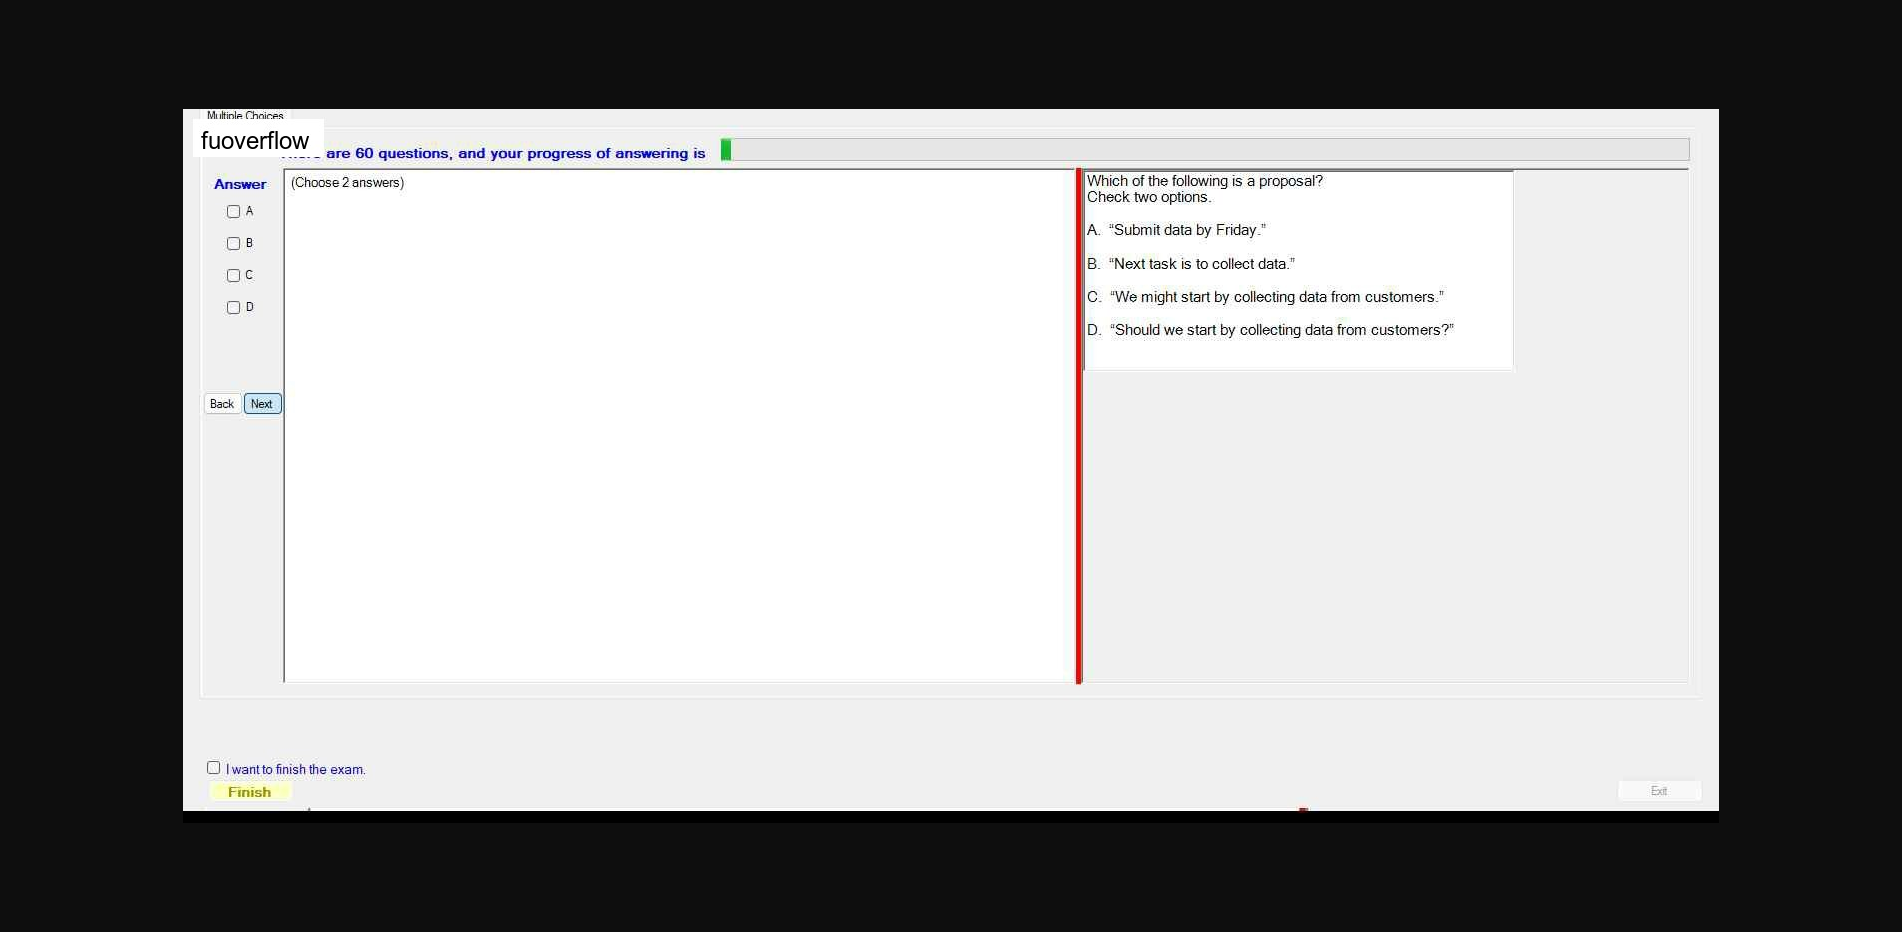 Multiple Choices
fuoverflow
are 60 questions, and your progress of answering is
Answer
(Choose 2 answers)
A
B
C
D
Back Next
Which of the following is a proposal?
Check two options.
A. “Submit data by Friday.”
B. “Next task is to collect data.”
C. “We might start by collecting data from customers.”
D. “Should we start by collecting data from customers?”
I want to finish the exam.
Finish
Exit